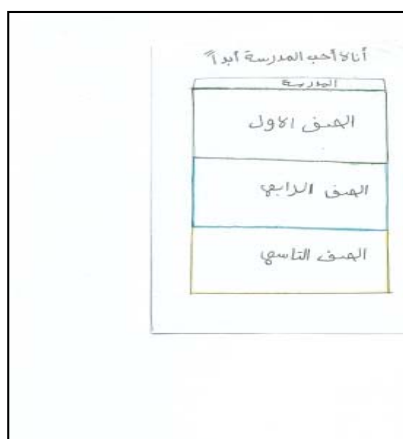 أنا لا أحب المدرسة أبداً
المدرسة
الصف الاول
الصف الرابع
الصف التاسع